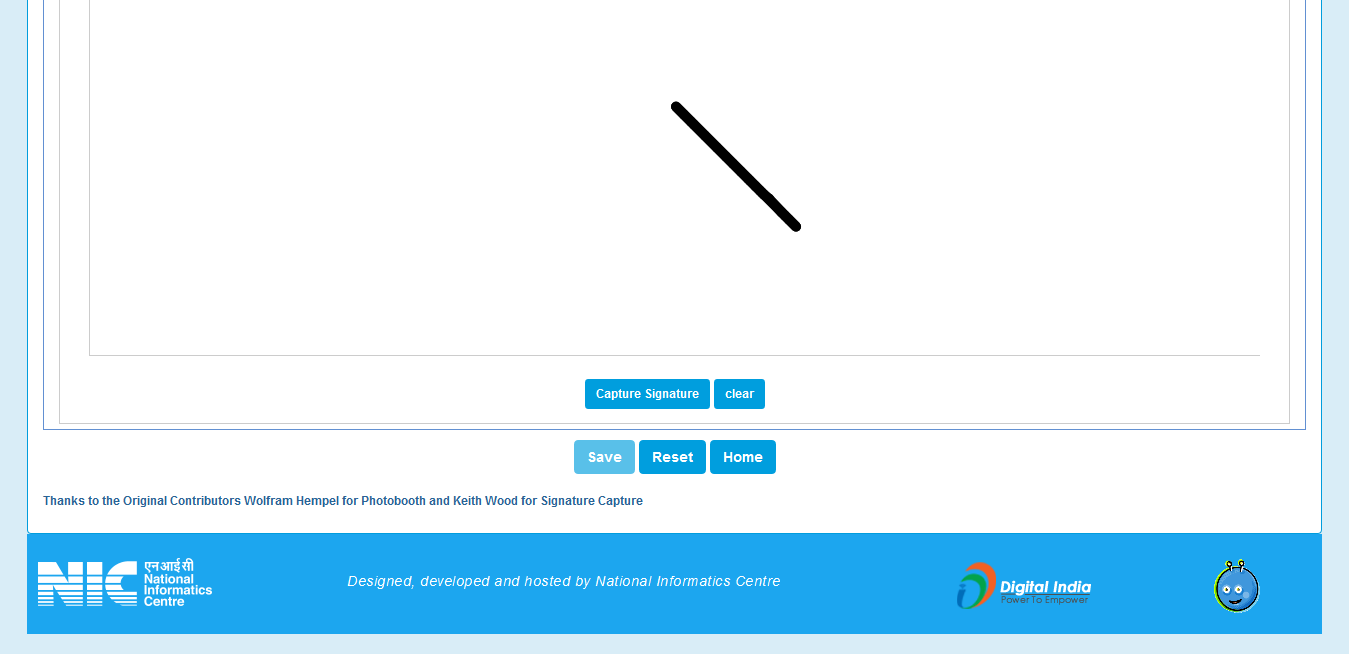 Capture Signature clear
Save Reset Home
Thanks to the Original Contributors Wolfram Hempel for Photobooth and Keith Wood for Signature Capture
NIC
एन आई सी
National
Informatics
Centre
Designed, developed and hosted by National Informatics Centre
Digital India
Power To Empower